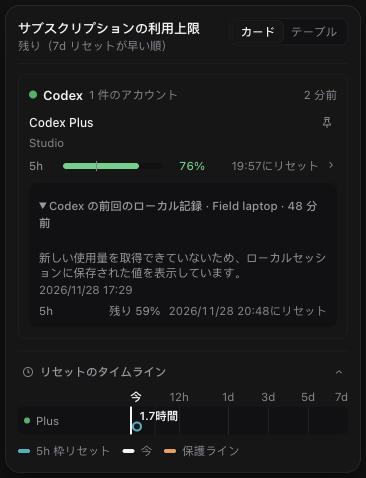 サブスクリプションの利用上限
残り（7d リセットが早い順）
カード テーブル
Codex 1 件のアカウント 2 分前
Codex Plus
Studio
5h 76% 19:57にリセット
▼Codex の前回のローカル記録 · Field laptop · 48 分
前
新しい使用量を取得できていないため、ローカルセッシ
ョンに保存された値を表示しています。
2026/11/28 17:29
5h 残り 59% 2026/11/28 20:48にリセット
リセットのタイムライン
今 12h 1d 3d 5d 7d
Plus 1.7時間
5h 枠リセット 今 保護ライン